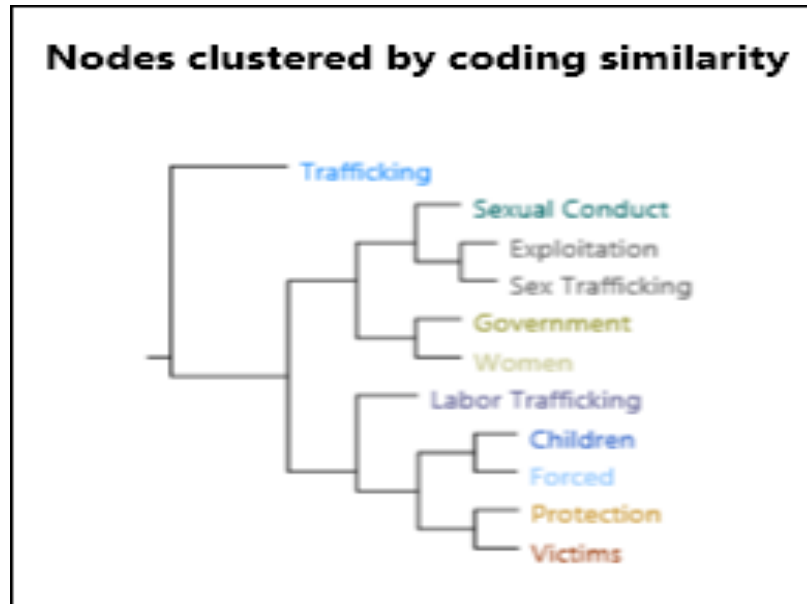 Nodes clustered by coding similarity
Trafficking
Sexual Conduct
Exploitation
Sex Trafficking
Government
Women
Labor Trafficking
Children
Forced
Protection
Victims